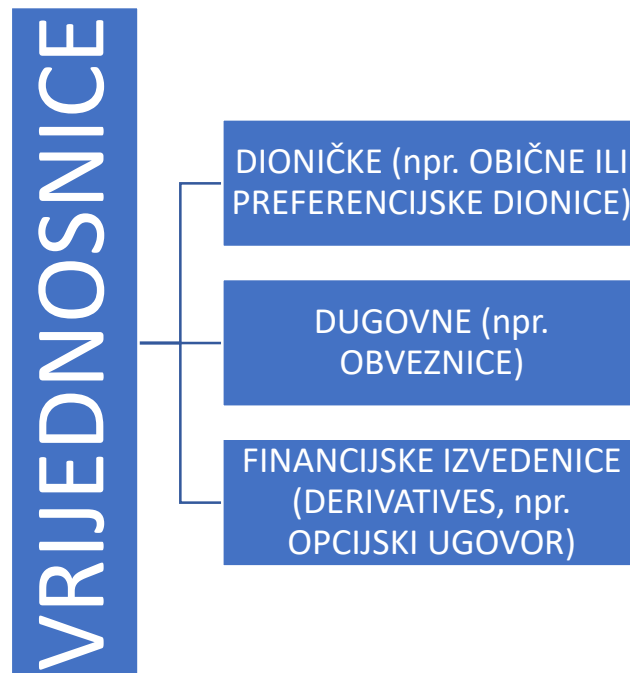 VRIJEDNOSNICE
DIONIČKE (npr. OBIČNE ILI
PREFERENCIJSKE DIONICE)
DUGOVNE (npr.
OBVEZNICE)
FINANCIJSKE IZVEDENICE
(DERIVATIVES, npr.
OPCIJSKI UGOVOR)